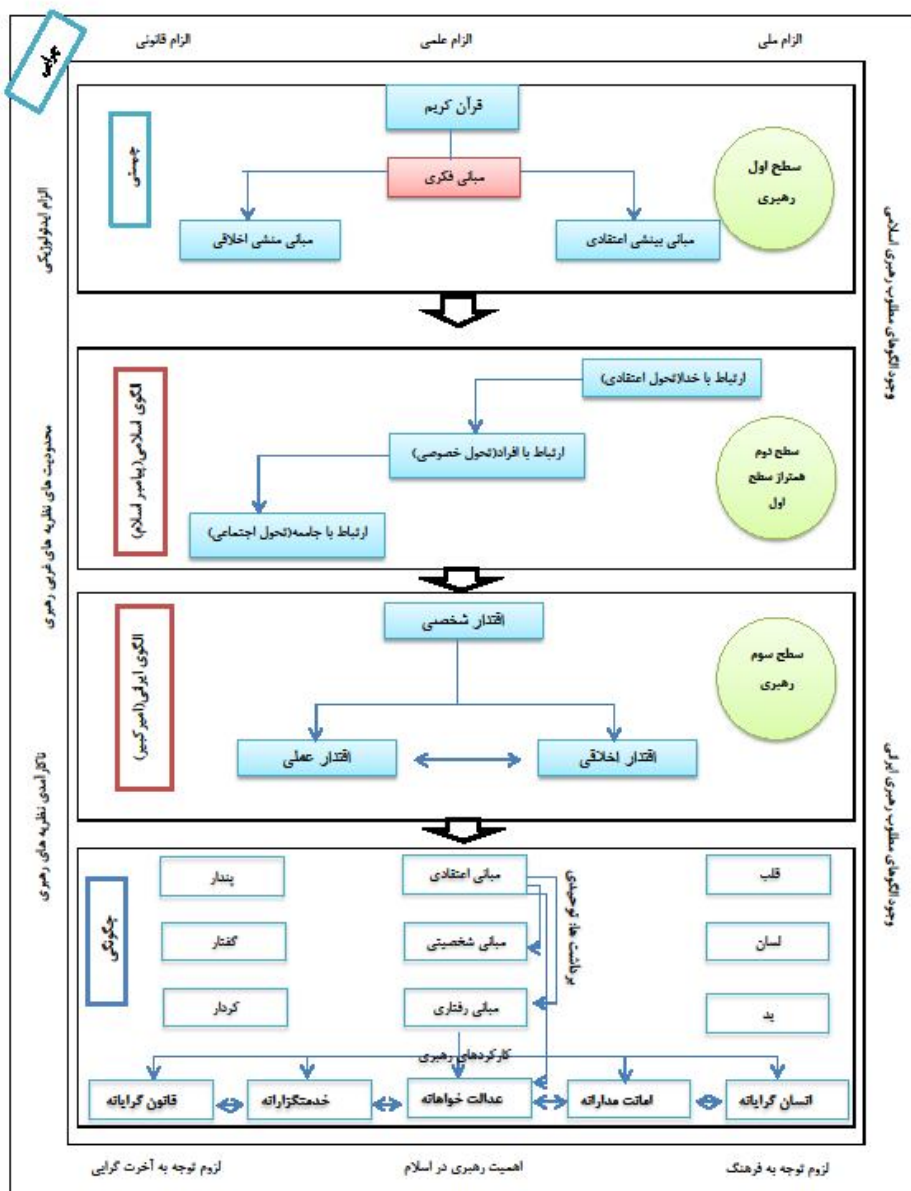 الزام ملی
الزام علمی
الزام قانونی
چرایی
قرآن کریم
چیستی
مبانی فکری
سطح اول
رهبری
مبانی بینشی اعتقادی
مبانی منشی اخلاقی
الزام ایدئولوژیکی
وجود الگوهای مطلوب رهبری اسلامی
ارتباط با خدا(تحول اعتقادی)
ارتباط با افراد(تحول خصوصی)
ارتباط با جامعه(تحول اجتماعی)
سطح دوم
همتراز سطح
اول
الگوی اسلامی(پیامبر اسلام)
محدودیت های نظریه های غربی رهبری
اقتدار شخصی
سطح سوم
رهبری
اقتدار اخلاقی
اقتدار عملی
الگوی ایرانی(امیرکبیر)
ناکارآمدی نظریه های رهبری
وجود الگوهای مطلوب رهبری ایرانی
قلب
مبانی اعتقادی
پندار
چگونگی
برداشت ها: توحیدی
لسان
مبانی شخصیتی
گفتار
ید
مبانی رفتاری
کردار
کارکردهای رهبری
انسان گرایانه
امانت مدارانه
عدالت خواهانه
خدمتگزارانه
قانون گرایانه
لزوم توجه به فرهنگ
اهمیت رهبری در اسلام
لزوم توجه به آخرت گرایی